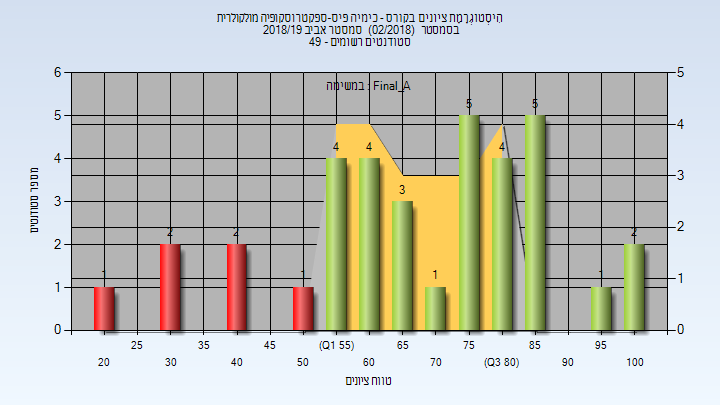 הִיסְטוֹגְרָמַת ציונים בקורס - כימיה פיס-ספקטרוסקופיה מולקולרית
בסמסטר (02/2018) סמסטר אביב 2018/19
סטודנטים רשומים - 49
במשימה : Final_A
מספר סטודנטים
6 5 4 3 2 1 0
5 4 3 2 1 0
1 2 2 1 4 4 3 1 5 4 5 1 2
25 35 45 (Q1 55) 65 75 85 95
20 30 40 50 60 70 (Q3 80) 90 100
טווח ציונים